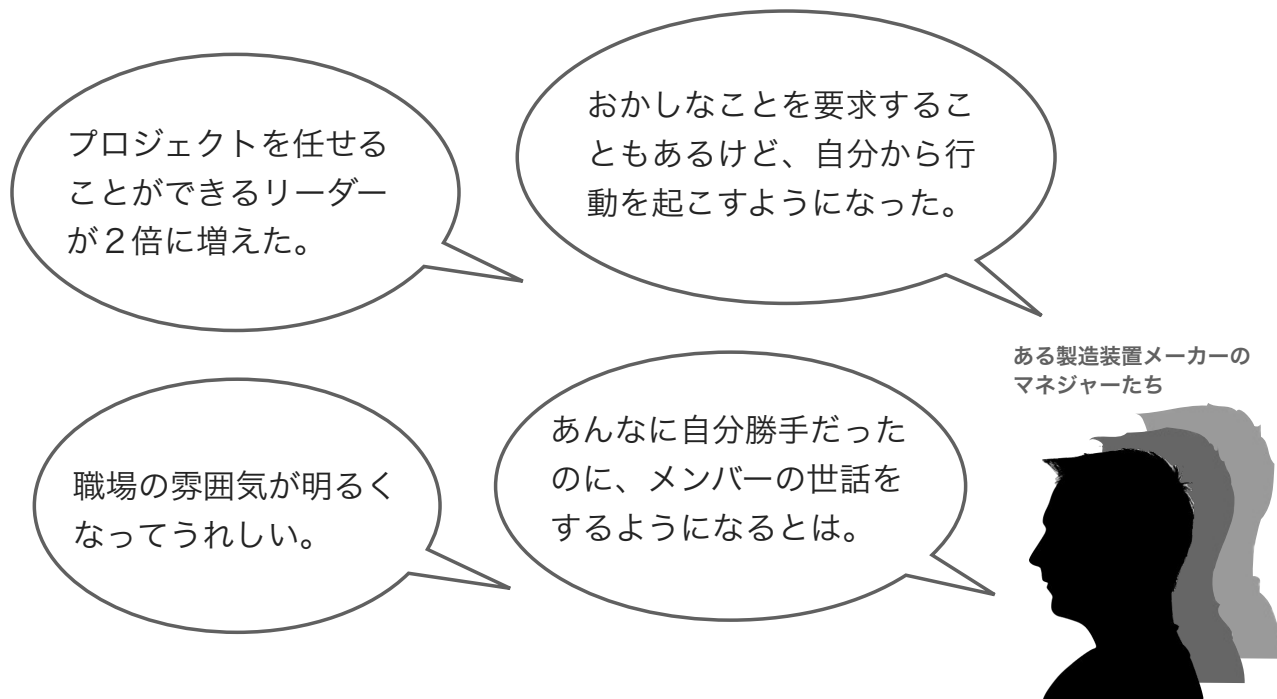 プロジェクトを任せる
ことができるリーダー
が２倍に増えた。
おかしなことを要求するこ
ともあるけど、自分から行
動を起こすようになった。
職場の雰囲気が明るく
なってうれしい。
あんなに自分勝手だった
のに、メンバーの世話を
するようになるとは。
ある製造装置メーカーの
マネジャーたち